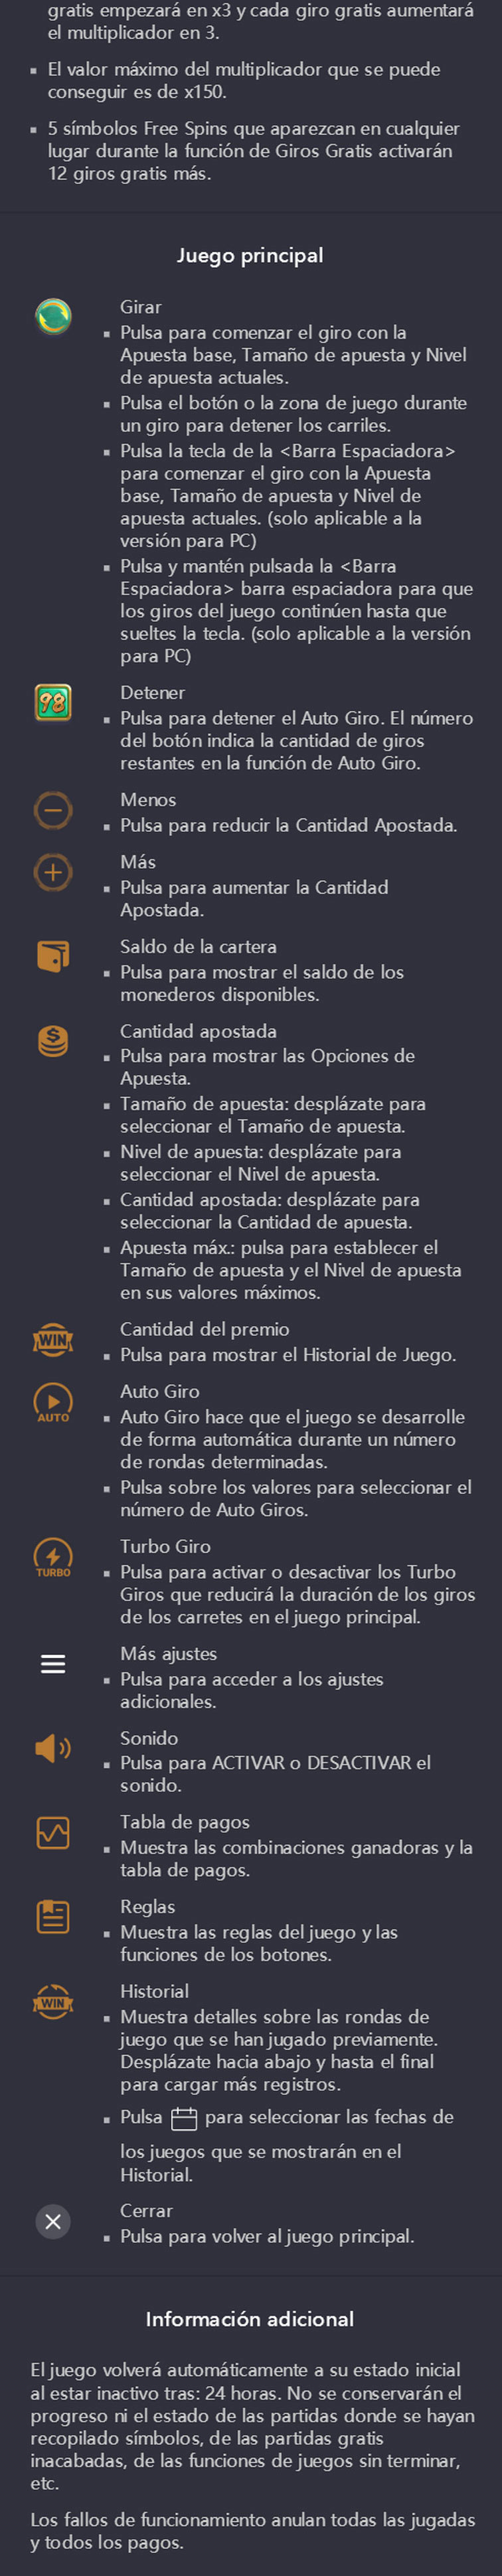 gratis empezará en x3 y cada giro gratis aumentará
el multiplicador en 3.
El valor máximo del multiplicador que se puede
conseguir es de x150.
5 símbolos Free Spins que aparezcan en cualquier
lugar durante la función de Giros Gratis activarán
12 giros gratis más.
Juego principal
Girar
Pulsa para comenzar el giro con la
Apuesta base, Tamaño de apuesta y Nivel
de apuesta actuales.
Pulsa el botón o la zona de juego durante
un giro para detener los carriles.
Pulsa la tecla de la <Barra Espaciadora>
para comenzar el giro con la Apuesta
base, Tamaño de apuesta y Nivel de
apuesta actuales. (solo aplicable a la
versión para PC)
Pulsa y mantén pulsada la <Barra
Espaciadora> barra espaciadora para que
los giros del juego continúen hasta que
sueltes la tecla. (solo aplicable a la versión
para PC)
98
Detener
Pulsa para detener el Auto Giro. El número
del botón indica la cantidad de giros
restantes en la función de Auto Giro.
Menos
Pulsa para reducir la Cantidad Apostada.
Más
Pulsa para aumentar la Cantidad
Apostada.
Saldo de la cartera
Pulsa para mostrar el saldo de los
monederos disponibles.
Cantidad apostada
Pulsa para mostrar las Opciones de
Apuesta.
Tamaño de apuesta: desplázate para
seleccionar el Tamaño de apuesta.
Nivel de apuesta: desplázate para
seleccionar el Nivel de apuesta.
Cantidad apostada: desplázate para
seleccionar la Cantidad de apuesta.
Apuesta máx.: pulsa para establecer el
Tamaño de apuesta y el Nivel de apuesta
en sus valores máximos.
WIN
Cantidad del premio
Pulsa para mostrar el Historial de Juego.
AUTO
Auto Giro
Auto Giro hace que el juego se desarrolle
de forma automática durante un número
de rondas determinadas.
Pulsa sobre los valores para seleccionar el
número de Auto Giros.
TURBO
Turbo Giro
Pulsa para activar o desactivar los Turbo
Giros que reducirá la duración de los giros
de los carretes en el juego principal.
Más ajustes
Pulsa para acceder a los ajustes
adicionales.
Sonido
Pulsa para ACTIVAR o DESACTIVAR el
sonido.
Tabla de pagos
Muestra las combinaciones ganadoras y la
tabla de pagos.
Reglas
Muestra las reglas del juego y las
funciones de los botones.
WIN
Historial
Muestra detalles sobre las rondas de
juego que se han jugado previamente.
Desplázate hacia abajo y hasta el final
para cargar más registros.
Pulsa para seleccionar las fechas de
los juegos que se mostrarán en el
Historial.
Cerrar
Pulsa para volver al juego principal.
Información adicional
El juego volverá automáticamente a su estado inicial
al estar inactivo tras: 24 horas. No se conservarán el
progreso ni el estado de las partidas donde se hayan
recopilado símbolos, de las partidas gratis
inacabadas, de las funciones de juegos sin terminar,
etc.
Los fallos de funcionamiento anulan todas las jugadas
y todos los pagos.